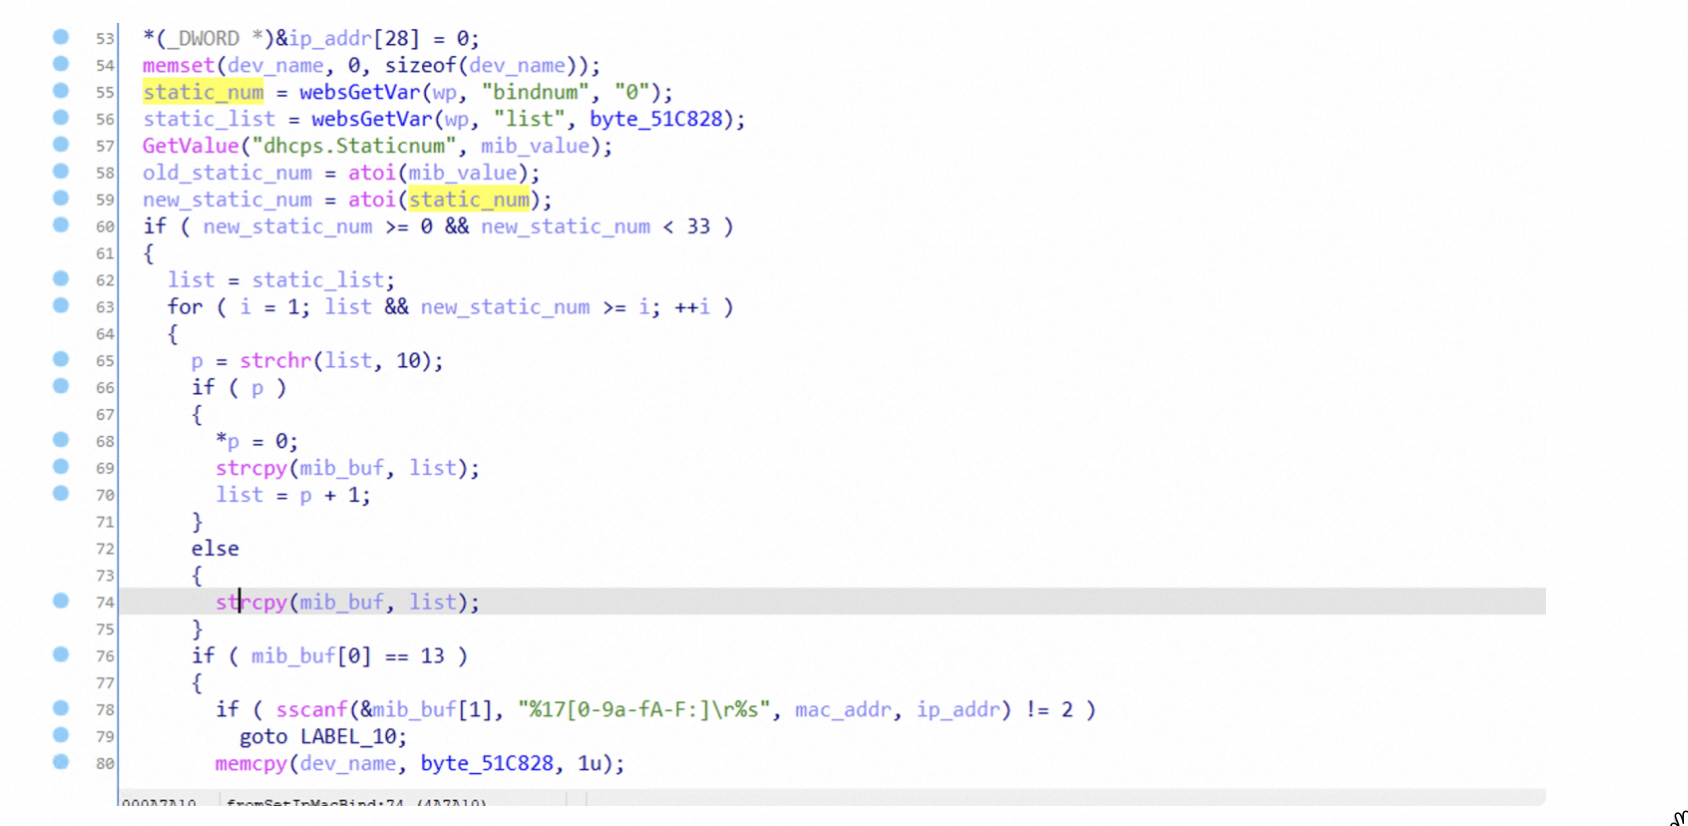 53 *(_DWORD *)&ip_addr[28] = 0;
54 memset(dev_name, 0, sizeof(dev_name));
55 static_num = websGetVar(wp, "bindnum", "0");
56 static_list = websGetVar(wp, "list", byte_51C828);
57 GetValue("dhcps.Staticnum", mib_value);
58 old_static_num = atoi(mib_value);
59 new_static_num = atoi(static_num);
60 if ( new_static_num >= 0 && new_static_num < 33 )
61 {
62 list = static_list;
63 for ( i = 1; list && new_static_num >= i; ++i )
64 {
65 p = strchr(list, 10);
66 if ( p )
67 {
68 *p = 0;
69 strcpy(mib_buf, list);
70 list = p + 1;
71 }
72 else
73 {
74 strcpy(mib_buf, list);
75 }
76 if ( mib_buf[0] == 13 )
77 {
78 if ( sscanf(&mib_buf[1], "%17[0-9a-fA-F:]\r%s", mac_addr, ip_addr) != 2 )
79 goto LABEL_10;
80 memcpy(dev_name, byte_51C828, 1u);
000A7A10 fromSetIpMacBind:74 (4A7A10)